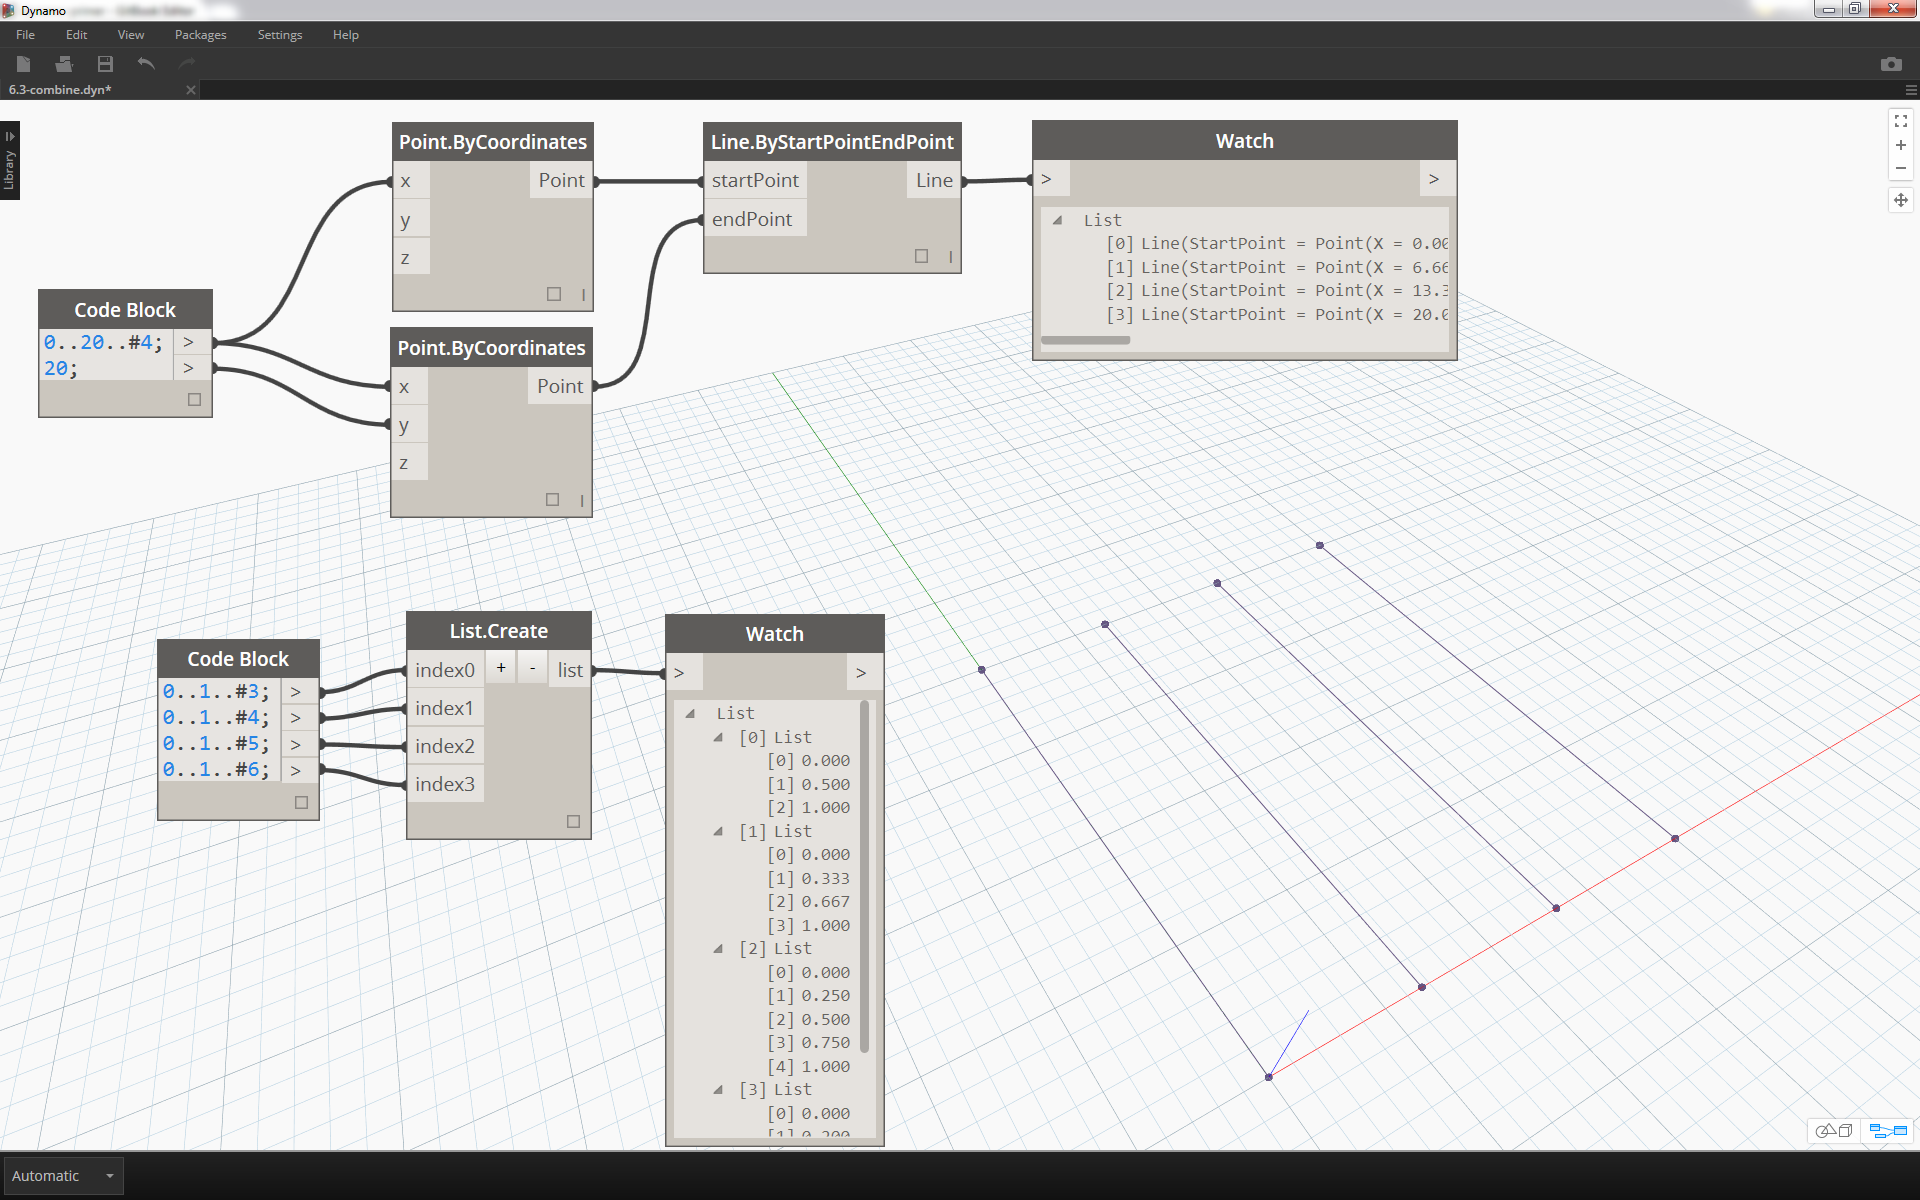 Dynamo
File Edit View Packages Settings Help
6.3-combine.dyn*
Library
Point.ByCoordinates
x Point
y
z
Line.ByStartPointEndPoint
startPoint Line
endPoint
Watch
> >
List
[0] Line(StartPoint = Point(X = 0.00
[1] Line(StartPoint = Point(X = 6.66
[2] Line(StartPoint = Point(X = 13.3
[3] Line(StartPoint = Point(X = 20.0
Code Block
0..20..#4; >
20; >
Point.ByCoordinates
x Point
y
z
Code Block
0..1..#3; >
0..1..#4; >
0..1..#5; >
0..1..#6; >
List.Create
index0 + - list
index1
index2
index3
Watch
> >
List
[0] List
[0] 0.000
[1] 0.500
[2] 1.000
[1] List
[0] 0.000
[1] 0.333
[2] 0.667
[3] 1.000
[2] List
[0] 0.000
[1] 0.250
[2] 0.500
[3] 0.750
[4] 1.000
[3] List
[0] 0.000
[1] 0.200
Automatic